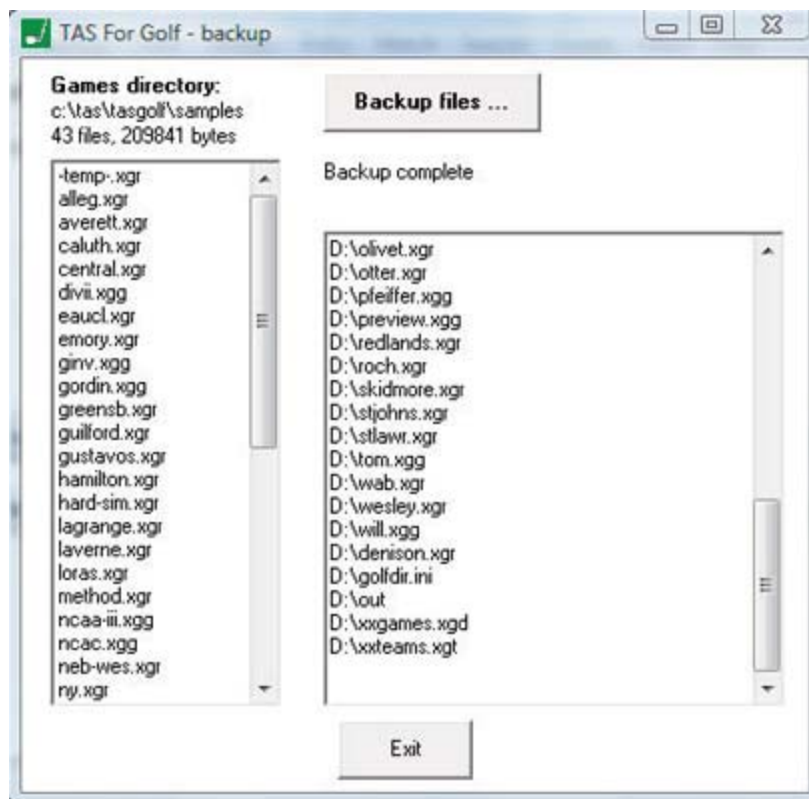 TAS For Golf - backup
Games directory:
c:\tas\tasgolf\samples
43 files, 209841 bytes
-temp-.xgr
alleg.xgr
averett.xgr
caluth.xgr
central.xgr
divii.xgg
eaucl.xgr
emory.xgr
ginv.xgg
gordin.xgg
greensb.xgr
guilford.xgr
gustavos.xgr
hamilton.xgr
hard-sim.xgr
lagrange.xgr
laverne.xgr
loras.xgr
method.xgr
ncaa-iii.xgg
ncac.xgg
neb-wes.xgr
ny.xgr
Backup files ...
Backup complete
D:\olivet.xgr
D:\otter.xgr
D:\pfeiffer.xgg
D:\preview.xgg
D:\redlands.xgr
D:\roch.xgr
D:\skidmore.xgr
D:\stjohns.xgr
D:\stlawr.xgr
D:\tom.xgg
D:\wab.xgr
D:\wesley.xgr
D:\will.xgg
D:\denison.xgr
D:\golfdir.ini
D:\out
D:\xxgames.xgd
D:\xxteams.xgt
Exit